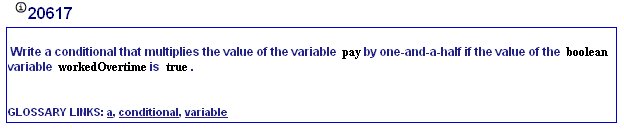 20617
Write a conditional that multiplies the value of the variable pay by one-and-a-half if the value of the boolean
variable workedOvertime is true .
GLOSSARY LINKS: a, conditional, variable